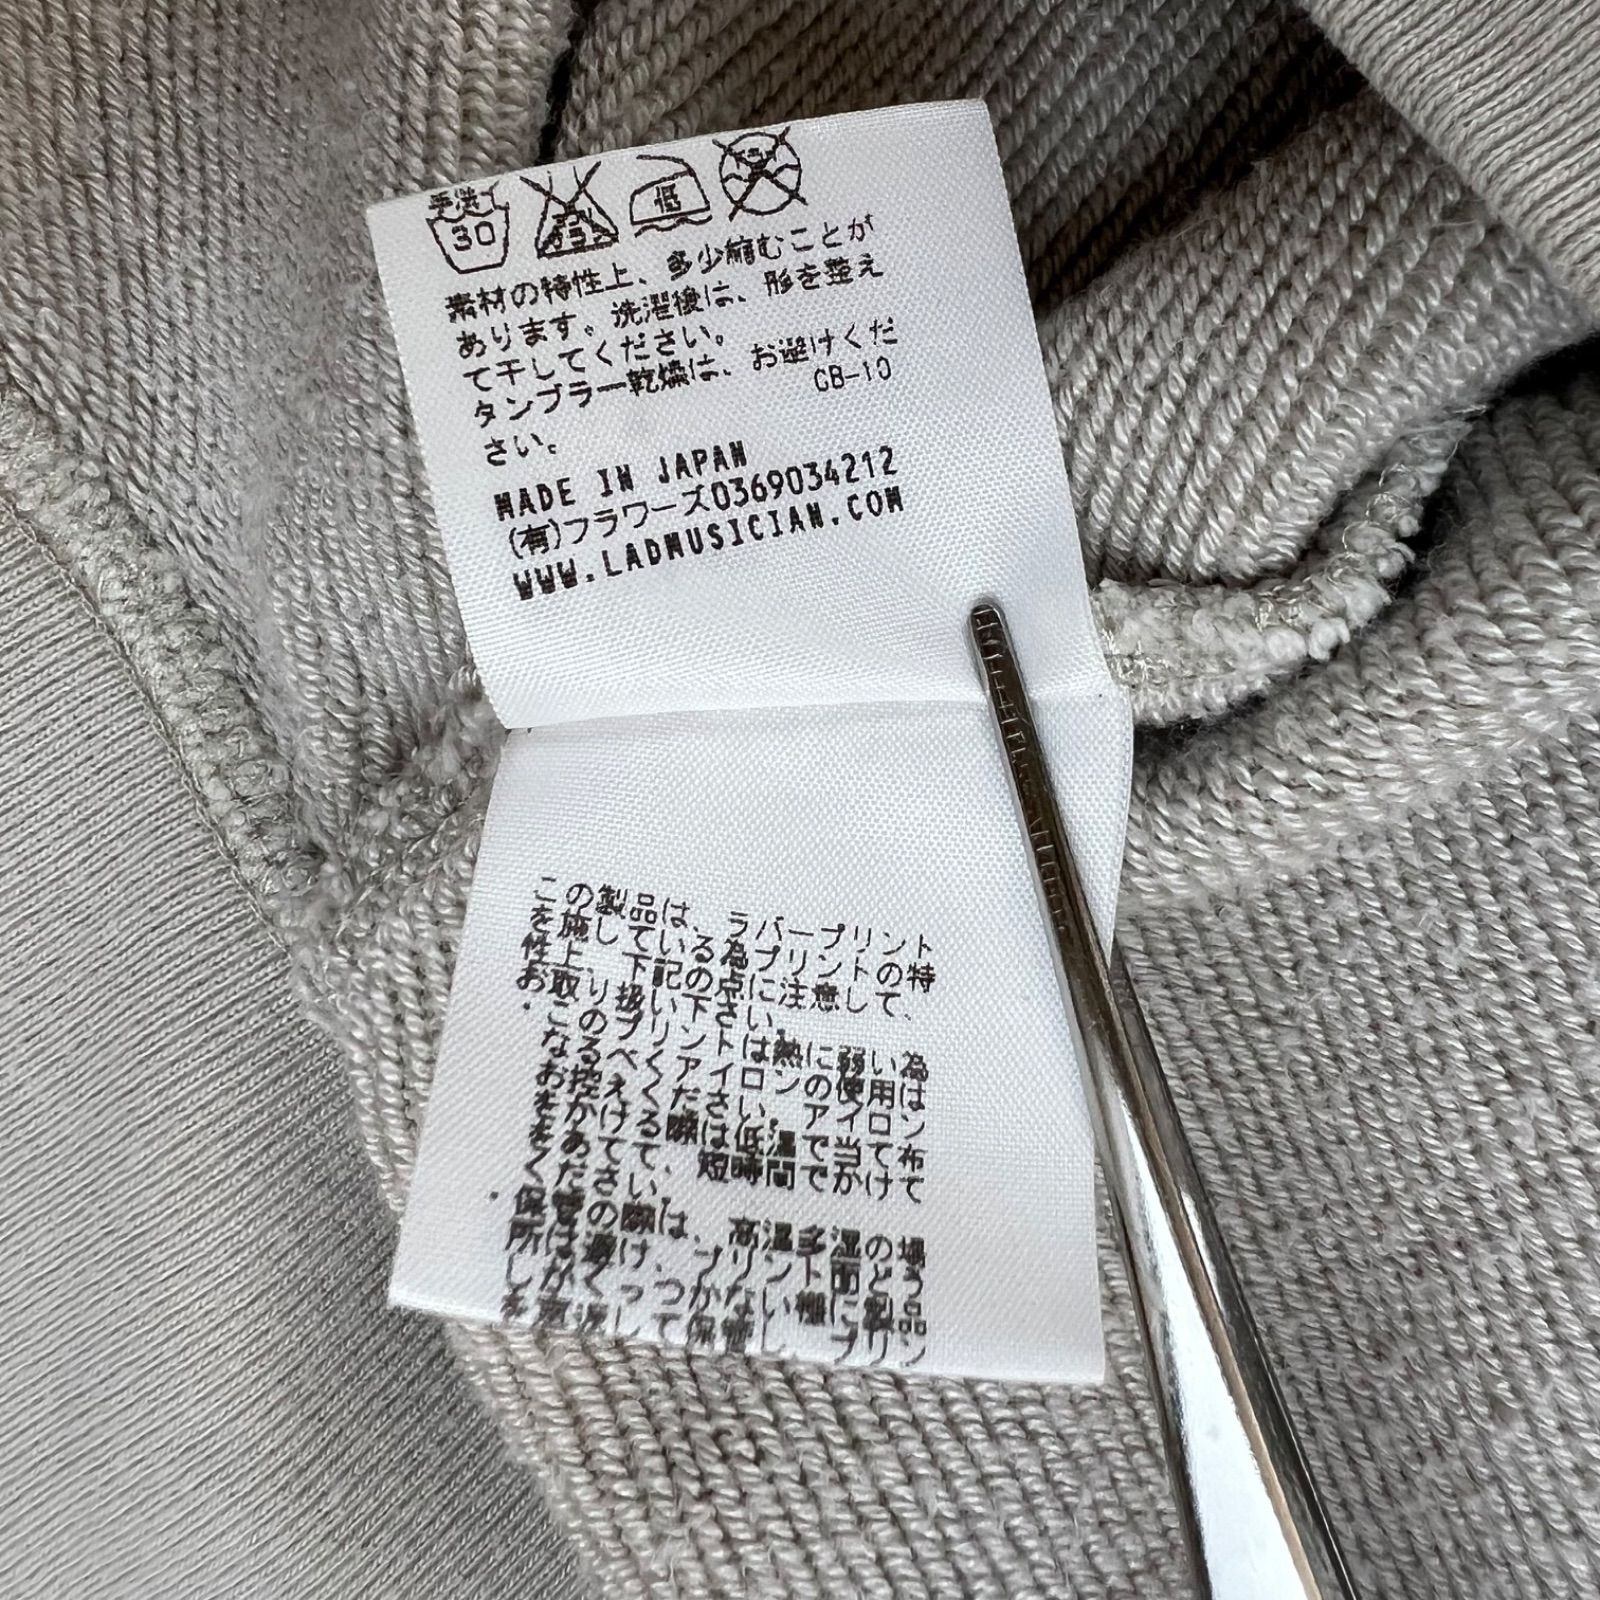 手洗
30
低
素材の特性上、多少縮むことが
あります。洗濯後は、形を整え
て干してください。
タンブラー乾燥は、お避けくだ
さい。
CB-10
MADE IN JAPAN
(有)フラワーズ0369034212
WWW.LADMUSICIAN.COM
この製品は、ラバープリント
を施している為プリントの特
性上、下記の点に注意して、
お取り扱い下さい。
・このプリントは熱に弱い為
なるべくアイロンの使用は
お控えください。アイロン
をかける際は低温で当て布
をあてて、短時間でかけて
ください。
・保管の際は、高温多湿の場
所は避け、プリント面どう
しがくっつかない様に製品
して保管し プリン